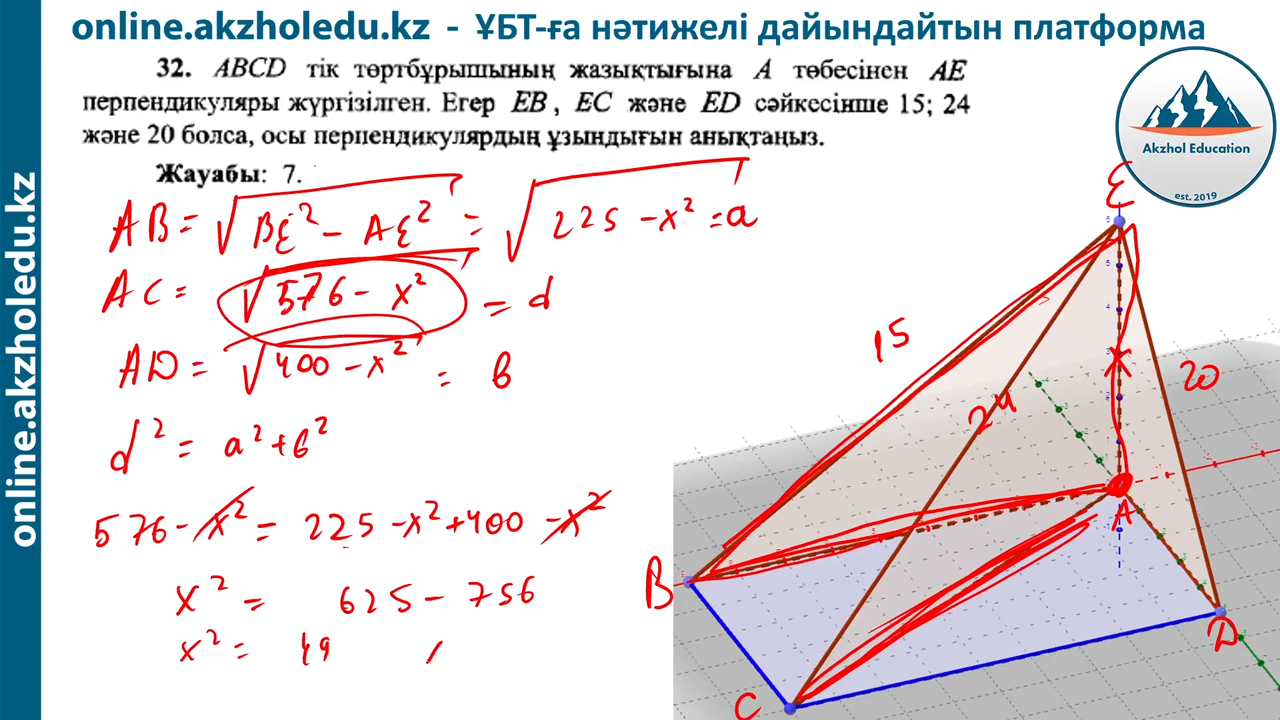 online.akzholedu.kz - ҰБТ-ға нәтижелі дайындайтын платформа
32. ABCD тік төртбұрышының жазықтығына A төбесінен AE
перпендикуляры жүргізілген. Егер EB, EC және ED сәйкесінше 15; 24
және 20 болса, осы перпендикулярдың ұзындығын анықтаңыз.
Жауабы: 7.
AB = √BE² − AE² = √225 − x² = a
AC = √576 − x² = d
AD = √400 − x² = b
d² = a² + b²
576 − x² = 225 − x² + 400 − x²
x² = 625 − 756
x² = 49
online.akzholedu.kz
Akzhol Education
est. 2019
E
15
24
x
20
A
B
D
C